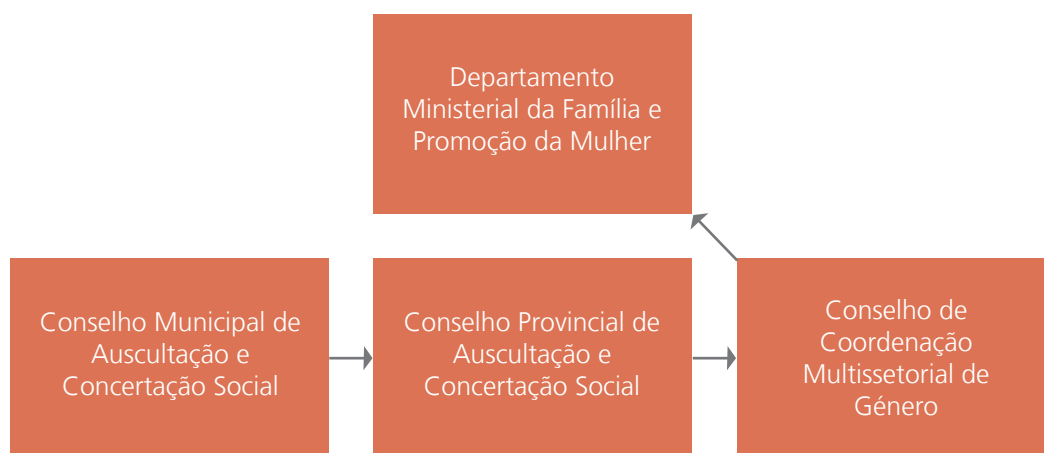 Departamento
Ministerial da Família e
Promoção da Mulher
Conselho Municipal de
Auscultação e
Concertação Social
Conselho Provincial de
Auscultação e
Concertação Social
Conselho de
Coordenação
Multissetorial de
Género